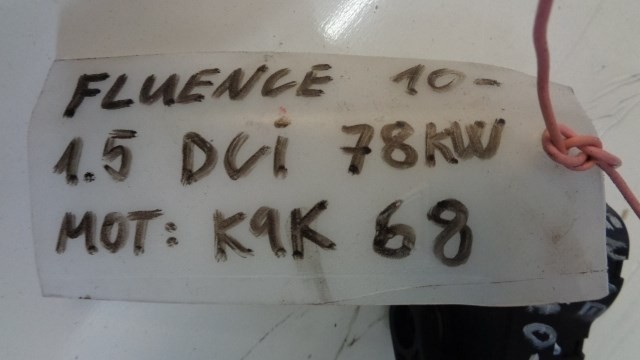 FLUENCE 10-
1.5 DCi 78KW
MOT: K9K 68